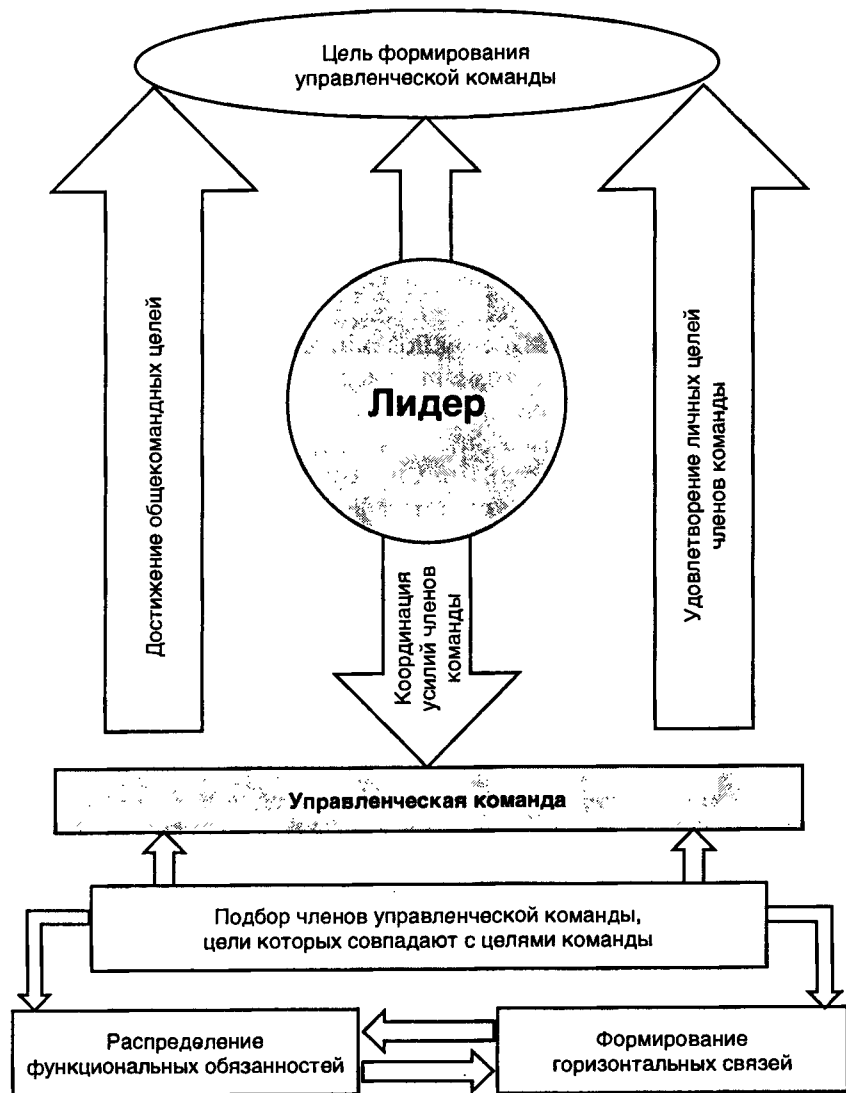 Цель формирования
управленческой команды
Достижение общекомандных целей
Лидер
Координация
усилий членов
команды
Удовлетворение личных целей
членов команды
Управленческая команда
Подбор членов управленческой команды,
цели которых совпадают с целями команды
Распределение
функциональных обязанностей
Формирование
горизонтальных связей